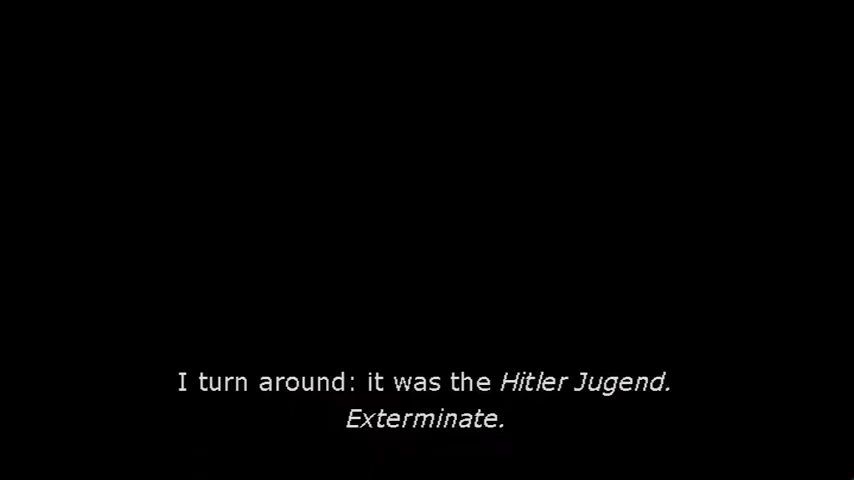 I turn around: it was the Hitler Jugend.
Exterminate.